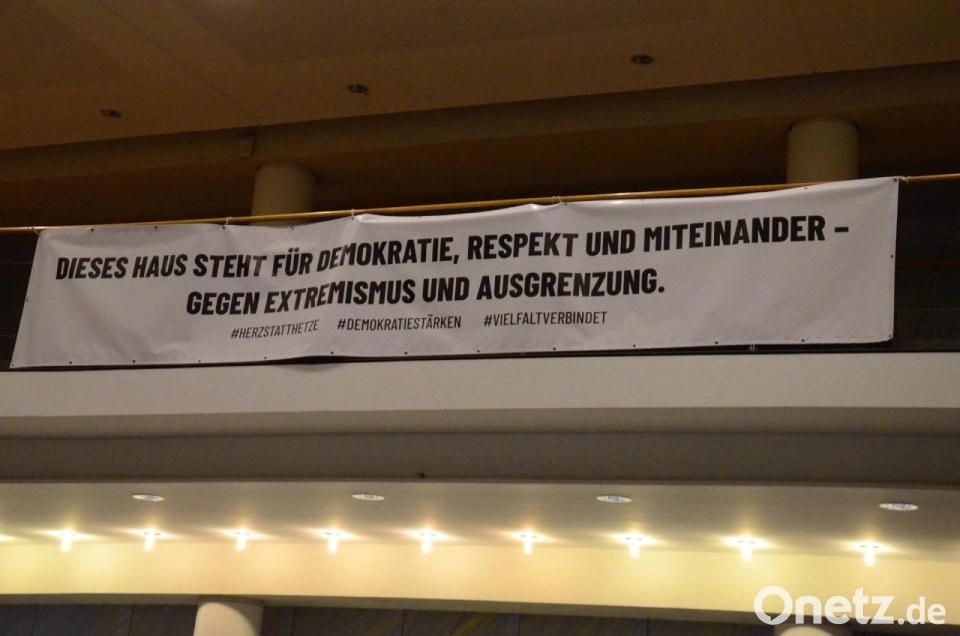 DIESES HAUS STEHT FÜR DEMOKRATIE, RESPEKT UND MITEINANDER –
GEGEN EXTREMISMUS UND AUSGRENZUNG.
#HERZSTATTHETZE #DEMOKRATIESTÄRKEN #VIELFALTVERBINDET
Onetz.de